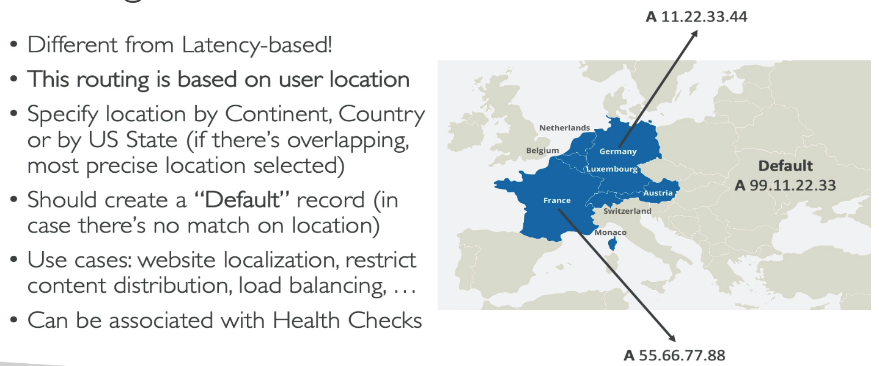 • Different from Latency-based!
• This routing is based on user location
• Specify location by Continent, Country
or by US State (if there’s overlapping,
most precise location selected)
• Should create a “Default” record (in
case there’s no match on location)
• Use cases: website localization, restrict
content distribution, load balancing, …
• Can be associated with Health Checks
A 11.22.33.44
Netherlands
Belgium
Germany
Luxembourg
France
Austria
Switzerland
Monaco
Default
A 99.11.22.33
A 55.66.77.88